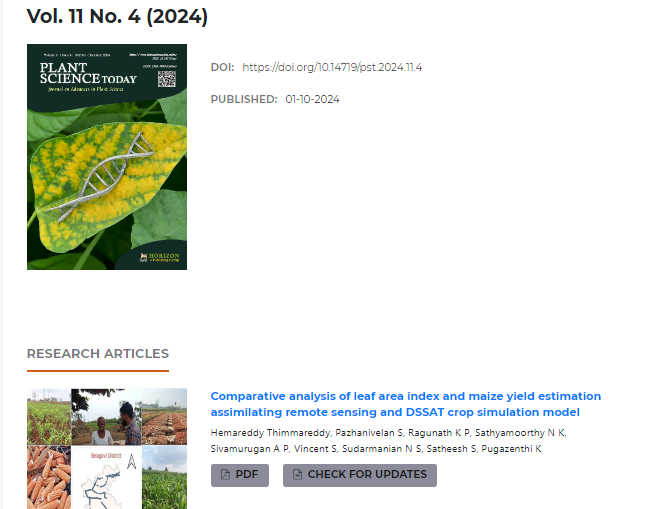 Vol. 11 No. 4 (2024)
PLANT
SCIENCE TODAY
Journal on Advances in Plant Science
HORIZON
DOI: https://doi.org/10.14719/pst.2024.11.4
PUBLISHED: 01-10-2024
RESEARCH ARTICLES
Belagavi District
Comparative analysis of leaf area index and maize yield estimation
assimilating remote sensing and DSSAT crop simulation model
Hemareddy Thimmareddy, Pazhanivelan S, Ragunath K P, Sathyamoorthy N K,
Sivamurugan A P, Vincent S, Sudarmanian N S, Satheesh S, Pugazenthi K
PDF
CHECK FOR UPDATES